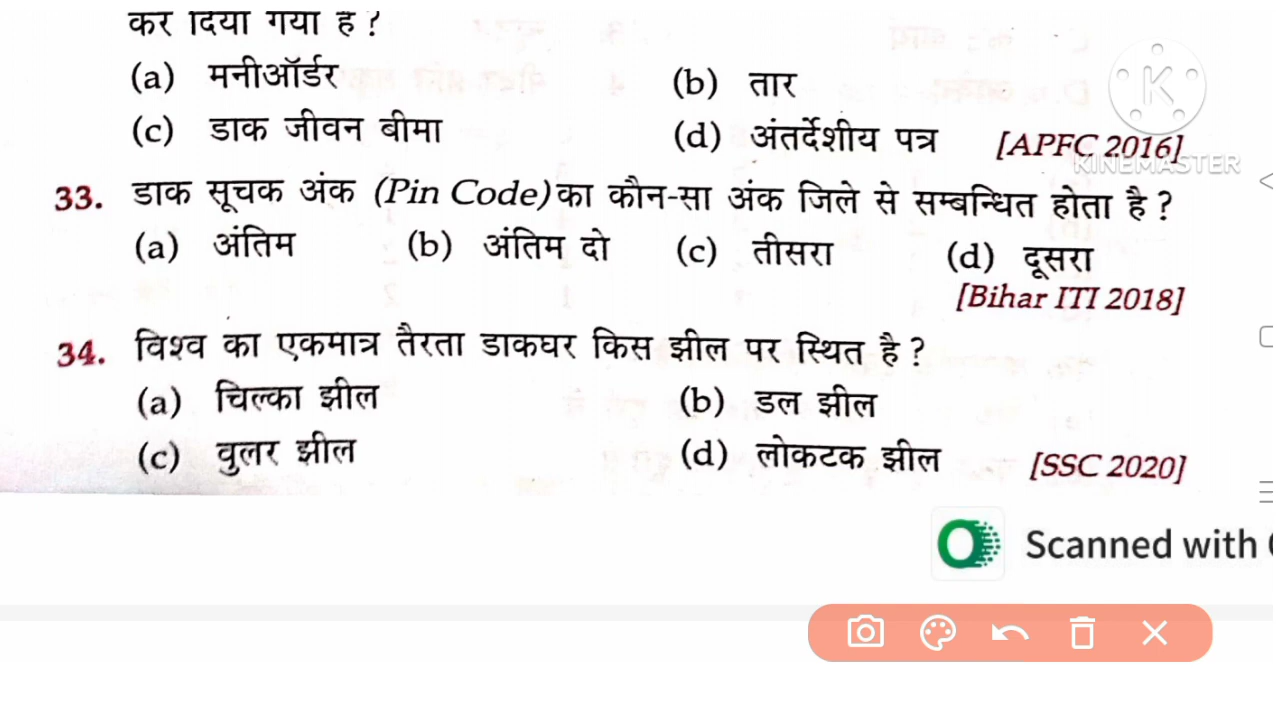 कर दिया गया है ?
(a) मनीऑर्डर (b) तार
(c) डाक जीवन बीमा (d) अंतर्देशीय पत्र [APFC 2016]
KINEMASTER
33. डाक सूचक अंक (Pin Code) का कौन-सा अंक जिले से सम्बन्धित होता है ?
(a) अंतिम (b) अंतिम दो (c) तीसरा (d) दूसरा
[Bihar ITI 2018]
34. विश्व का एकमात्र तैरता डाकघर किस झील पर स्थित है ?
(a) चिल्का झील (b) डल झील
(c) वुलर झील (d) लोकटक झील [SSC 2020]
Scanned with